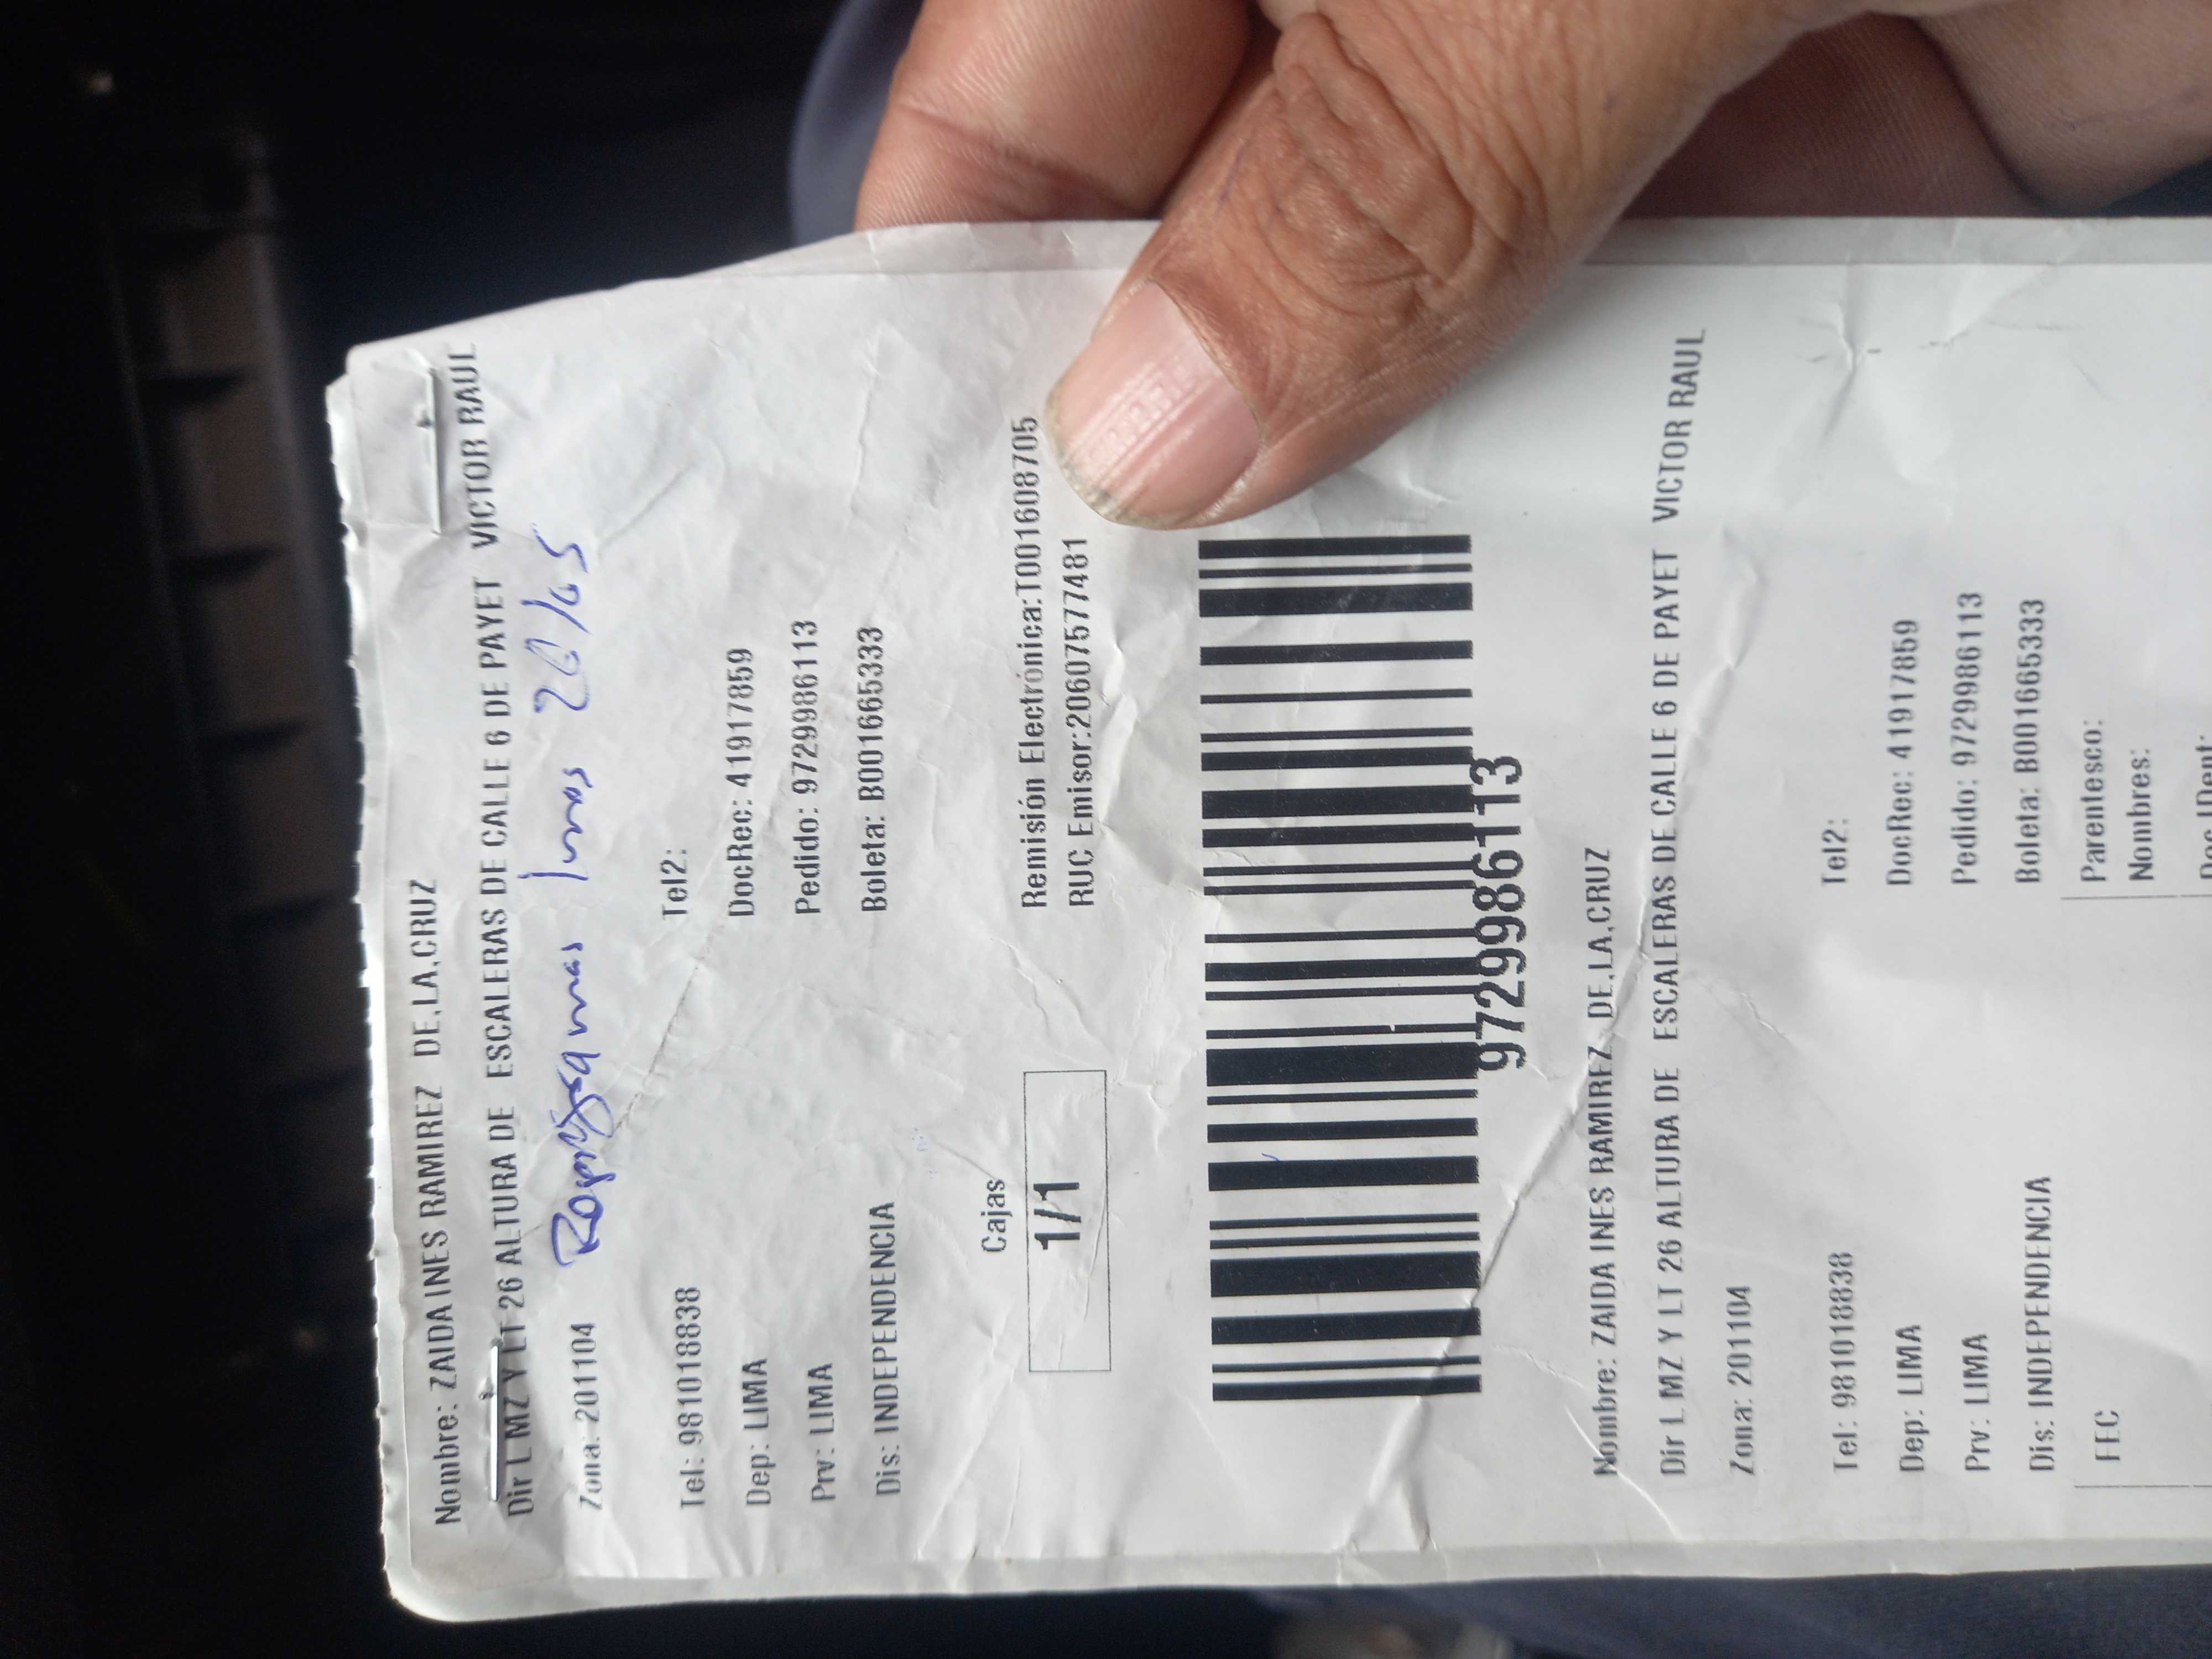 Nombre: ZAIDA INES RAMIREZ DE,LA,CRUZ
Dir L MZ Y LT 26 ALTURA DE ESCALERAS DE CALLE 6 DE PAYET VICTOR RAUL
Zona: 201104
Tel: 981018838 Tel2:
Dep: LIMA DocRec: 41917859
Prv: LIMA Pedido: 9729986113
Dis: INDEPENDENCIA Boleta: B001665333
Cajas
1/1
Remisión Electrónica:T001608705
RUC Emisor:20607577481
9729986113
Nombre: ZAIDA INES RAMIREZ DE,LA,CRUZ
Dir L MZ Y LT 26 ALTURA DE ESCALERAS DE CALLE 6 DE PAYET VICTOR RAUL
Zona: 201104
Tel: 981018838 Tel2:
Dep: LIMA DocRec: 41917859
Prv: LIMA Pedido: 9729986113
Dis: INDEPENDENCIA Boleta: B001665333
FEC Parentesco:
Nombres: